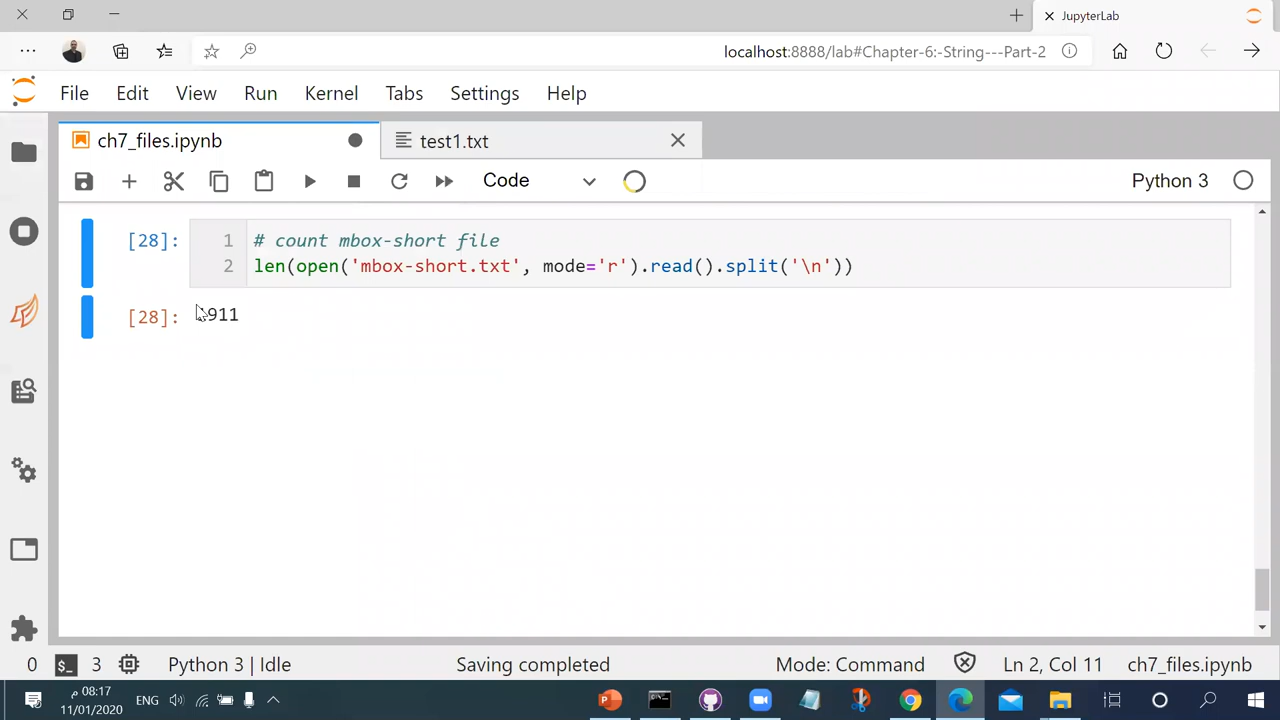 JupyterLab
localhost:8888/lab#Chapter-6:-String---Part-2
File Edit View Run Kernel Tabs Settings Help
ch7_files.ipynb
test1.txt
Code
Python 3
[28]:
1 # count mbox-short file
2 len(open('mbox-short.txt', mode='r').read().split('\n'))
[28]:
0
3
Python 3 | Idle
Saving completed
Mode: Command
Ln 2, Col 11
ch7_files.ipynb
08:17 م
11/01/2020
ENG